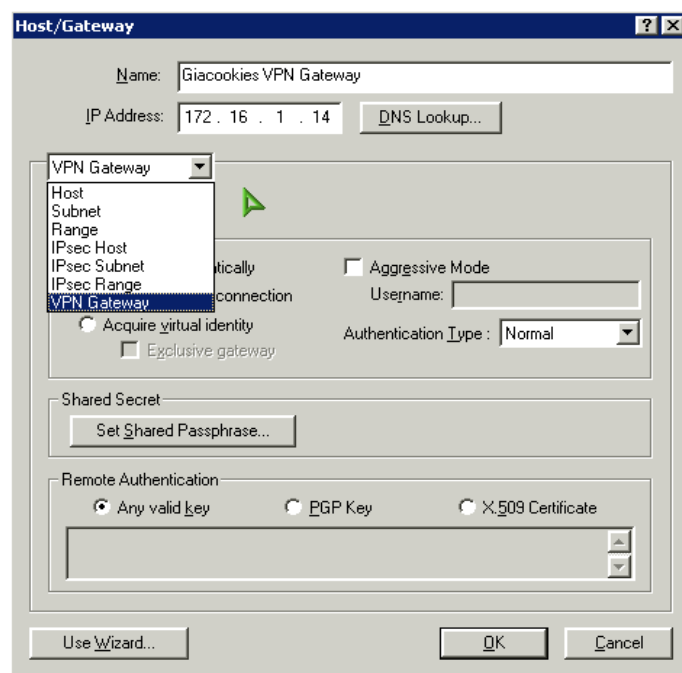 Host/Gateway
Name: Giacookies VPN Gateway
IP Address: 172 . 16 . 1 . 14 DNS Lookup...
VPN Gateway
Host
Subnet
Range
IPsec Host
IPsec Subnet
IPsec Range
VPN Gateway
connection
Acquire virtual identity
Exclusive gateway
Aggressive Mode
Username:
Authentication Type : Normal
Shared Secret
Set Shared Passphrase...
Remote Authentication
Any valid key PGP Key X.509 Certificate
Use Wizard... OK Cancel